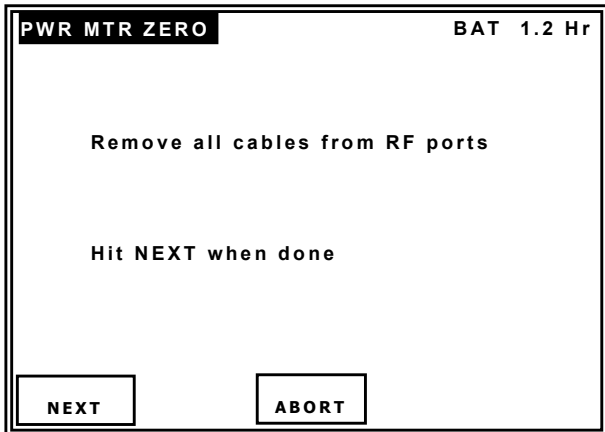 PWR MTR ZERO BAT 1.2 Hr
Remove all cables from RF ports
Hit NEXT when done
NEXT ABORT